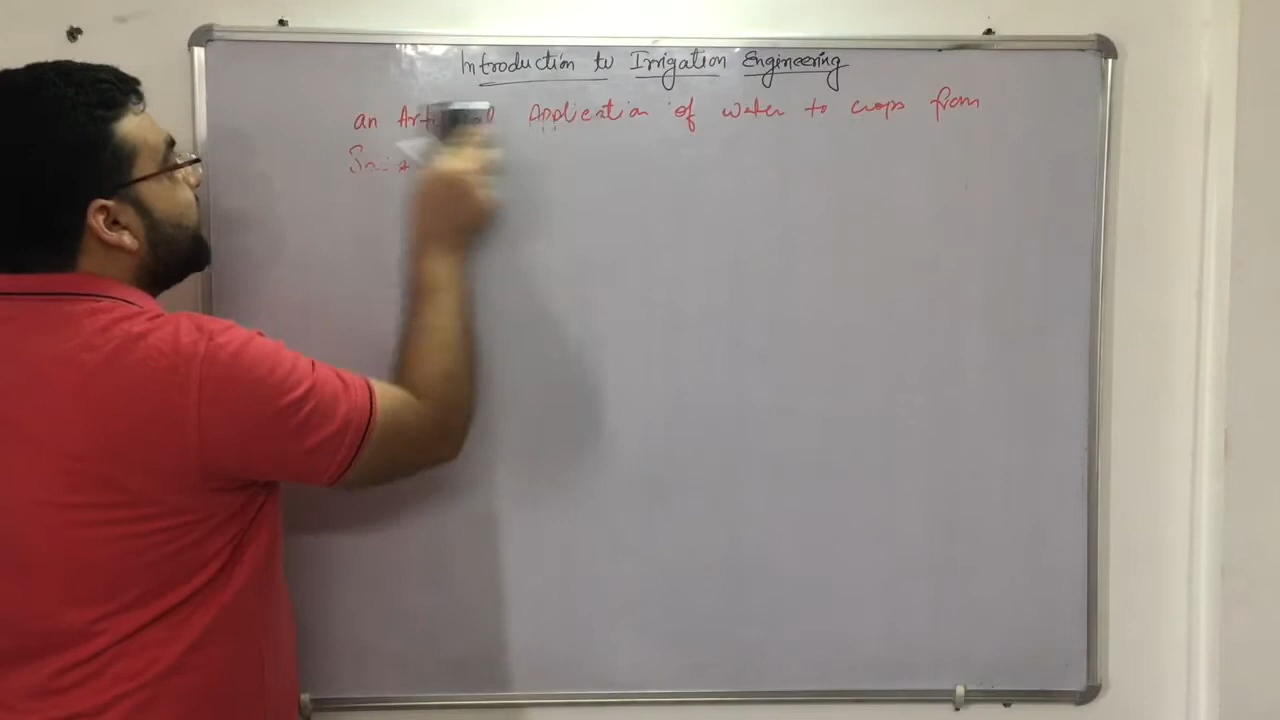 Introduction to Irrigation Engineering
an Application of water to crops from